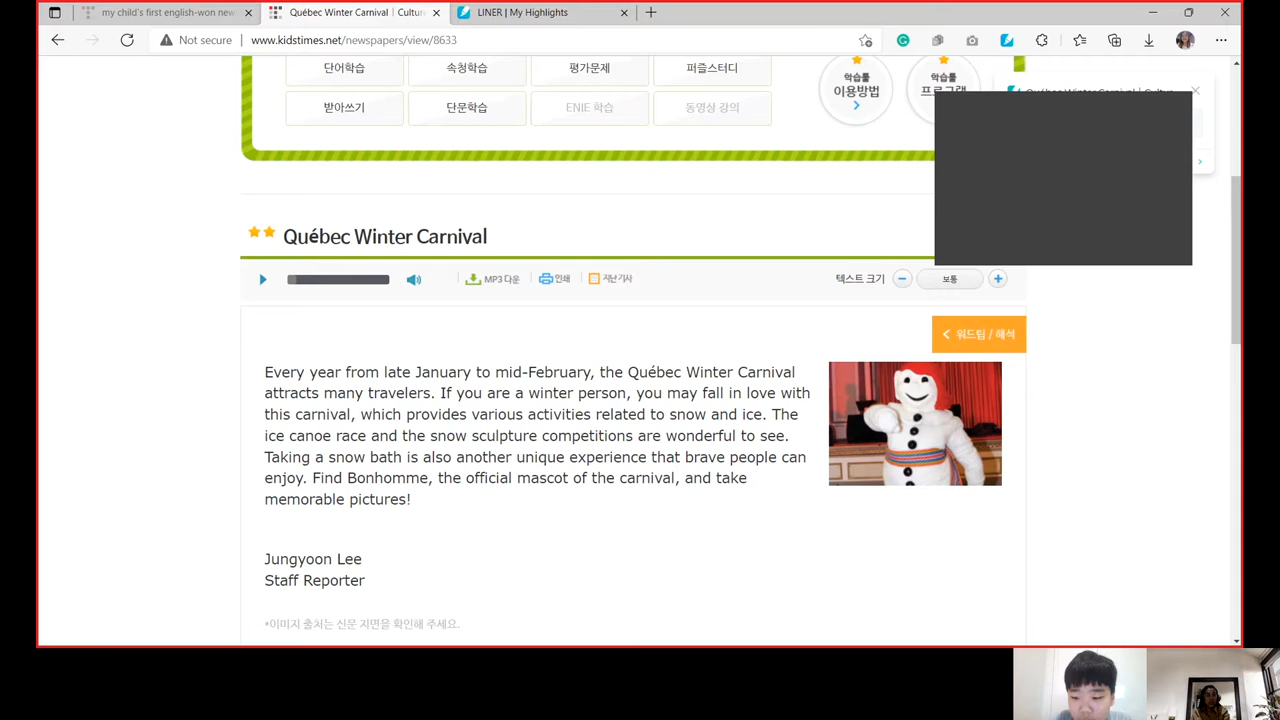 my child's first english-won new
Québec Winter Carnival | Cultur
LINER | My Highlights
Not secure
www.kidstimes.net/newspapers/view/8633
단어학습
속청학습
평가문제
퍼즐스터디
받아쓰기
단문학습
ENIE 학습
동영상 강의
학습툴
이용방법
학습툴
프로그램
Québec Winter Carnival
MP3 다운
인쇄
지난기사
텍스트 크기
보통
워드팁 / 해석
Every year from late January to mid-February, the Québec Winter Carnival
attracts many travelers. If you are a winter person, you may fall in love with
this carnival, which provides various activities related to snow and ice. The
ice canoe race and the snow sculpture competitions are wonderful to see.
Taking a snow bath is also another unique experience that brave people can
enjoy. Find Bonhomme, the official mascot of the carnival, and take
memorable pictures!
Jungyoon Lee
Staff Reporter
*이미지 출처는 신문 지면을 확인해 주세요.